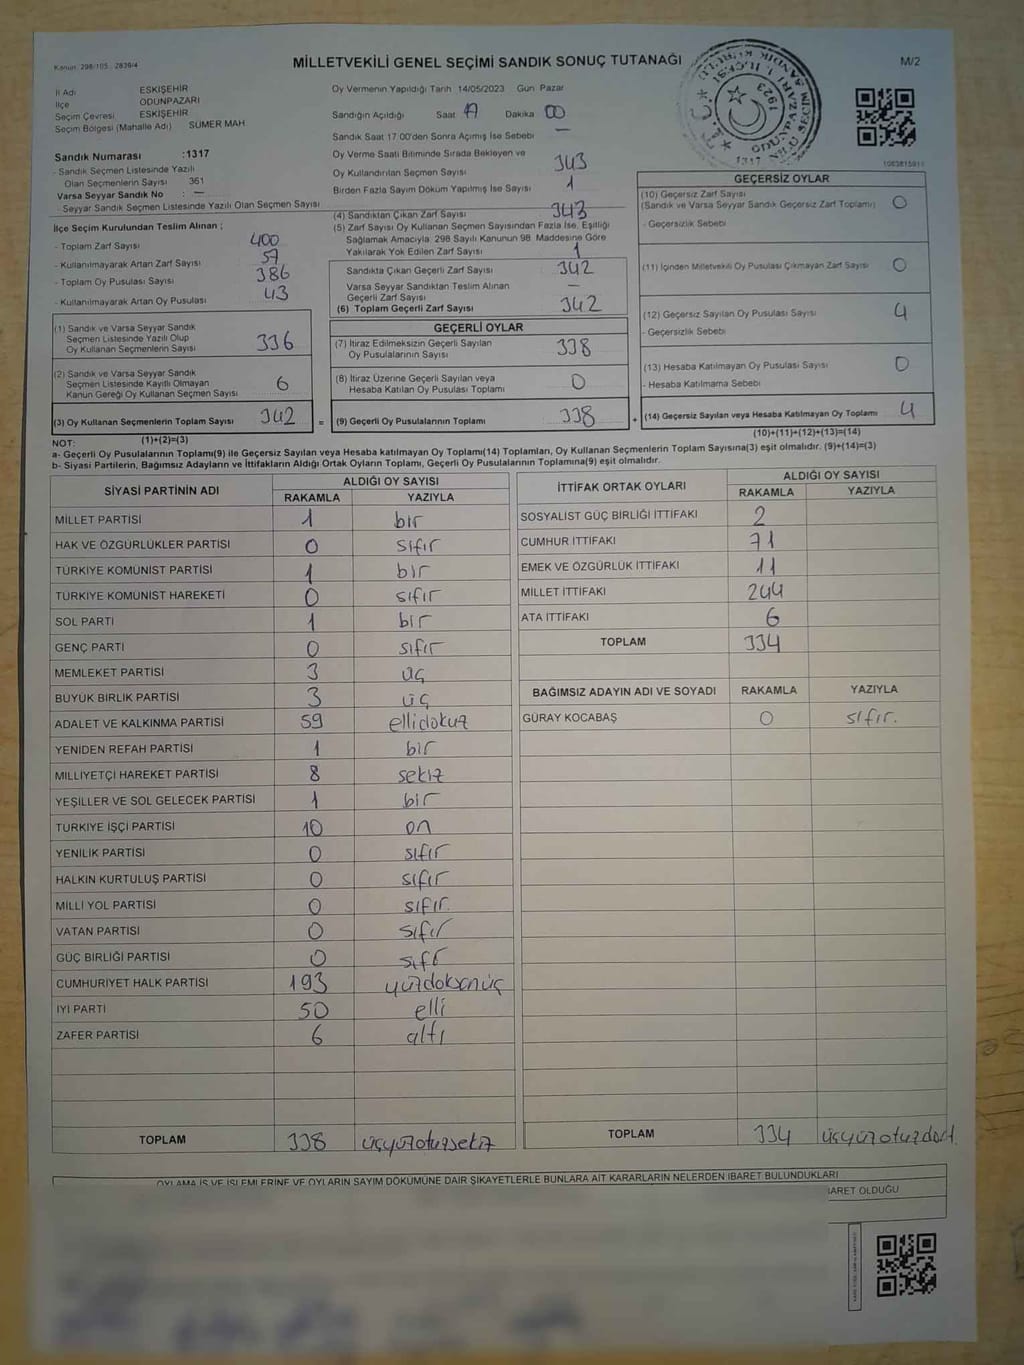 Kanun: 298/105 , 2839/4
MİLLETVEKİLİ GENEL SEÇİMİ SANDIK SONUÇ TUTANAĞI
M/2
İl Adı ESKİŞEHİR
İlçe ODUNPAZARI
Seçim Çevresi ESKİŞEHİR
Seçim Bölgesi (Mahalle Adı) SÜMER MAH.
Sandık Numarası :1317
- Sandık Seçmen Listesinde Yazılı
Olan Seçmenlerin Sayısı 361
Varsa Seyyar Sandık No : —
- Seyyar Sandık Seçmen Listesinde Yazılı Olan Seçmen Sayısı
Oy Vermenin Yapıldığı Tarih 14/05/2023 Gün Pazar
Sandığın Açıldığı Saat 17 Dakika 00
Sandık Saat 17:00'den Sonra Açılmış İse Sebebi —
Oy Verme Saati Bitiminde Sırada Bekleyen ve
Oy Kullandırılan Seçmen Sayısı 343
Birden Fazla Sayım Döküm Yapılmış İse Sayısı 1
1317
ODUNPAZARI
1923
1063815911
İlçe Seçim Kurulundan Teslim Alınan ;
- Toplam Zarf Sayısı 400
- Kullanılmayarak Artan Zarf Sayısı 57
- Toplam Oy Pusulası Sayısı 386
- Kullanılmayarak Artan Oy Pusulası 43
(4) Sandıktan Çıkan Zarf Sayısı 343
(5) Zarf Sayısı Oy Kullanan Seçmen Sayısından Fazla İse, Eşitliği
Sağlamak Amacıyla; 298 Sayılı Kanunun 98. Maddesine Göre
Yakılarak Yok Edilen Zarf Sayısı 1
Sandıkta Çıkan Geçerli Zarf Sayısı 342
Varsa Seyyar Sandıktan Teslim Alınan
Geçerli Zarf Sayısı —
(6) Toplam Geçerli Zarf Sayısı 342
GEÇERSİZ OYLAR
(10) Geçersiz Zarf Sayısı 0
(Sandık ve Varsa Seyyar Sandık Geçersiz Zarf Toplamı)
- Geçersizlik Sebebi
(11) İçinden Milletvekili Oy Pusulası Çıkmayan Zarf Sayısı 0
(12) Geçersiz Sayılan Oy Pusulası Sayısı 4
- Geçersizlik Sebebi
(13) Hesaba Katılmayan Oy Pusulası Sayısı 0
- Hesaba Katılmama Sebebi
(1) Sandık ve Varsa Seyyar Sandık
Seçmen Listesinde Yazılı Olup
Oy Kullanan Seçmenlerin Sayısı 336
(2) Sandık ve Varsa Seyyar Sandık
Seçmen Listesinde Kayıtlı Olmayan
Kanun Gereği Oy Kullanan Seçmen Sayısı 6
(3) Oy Kullanan Seçmenlerin Toplam Sayısı 342
GEÇERLİ OYLAR
(7) İtiraz Edilmeksizin Geçerli Sayılan
Oy Pusulalarının Sayısı 338
(8) İtiraz Üzerine Geçerli Sayılan veya
Hesaba Katılan Oy Pusulası Toplamı 0
= (9) Geçerli Oy Pusulalarının Toplamı 338
+ (14) Geçersiz Sayılan veya Hesaba Katılmayan Oy Toplamı 4
NOT: (1)+(2)=(3)
(10)+(11)+(12)+(13)=(14)
a- Geçerli Oy Pusulalarının Toplamı(9) ile Geçersiz Sayılan veya Hesaba Katılmayan Oy Toplamı(14) Toplamları, Oy Kullanan Seçmenlerin Toplam Sayısına(3) eşit olmalıdır. (9)+(14)=(3)
b- Siyasi Partilerin, Bağımsız Adayların ve İttifakların Aldığı Ortak Oyların Toplamı, Geçerli Oy Pusulalarının Toplamına(9) eşit olmalıdır.
SİYASİ PARTİNİN ADI ALDIĞI OY SAYISI
RAKAMLA YAZIYLA
MİLLET PARTİSİ 1 bir
HAK VE ÖZGÜRLÜKLER PARTİSİ 0 sıfır
TÜRKİYE KOMÜNİST PARTİSİ 1 bir
TÜRKİYE KOMÜNİST HAREKETİ 0 sıfır
SOL PARTİ 1 bir
GENÇ PARTİ 0 sıfır
MEMLEKET PARTİSİ 3 üç
BÜYÜK BİRLİK PARTİSİ 3 üç
ADALET VE KALKINMA PARTİSİ 59 ellidokuz
YENİDEN REFAH PARTİSİ 1 bir
MİLLİYETÇİ HAREKET PARTİSİ 8 sekiz
YEŞİLLER VE SOL GELECEK PARTİSİ 1 bir
TÜRKİYE İŞÇİ PARTİSİ 10 on
YENİLİK PARTİSİ 0 sıfır
HALKIN KURTULUŞ PARTİSİ 0 sıfır
MİLLİ YOL PARTİSİ 0 sıfır.
VATAN PARTİSİ 0 sıfır
GÜÇ BİRLİĞİ PARTİSİ 0 sıfr
CUMHURİYET HALK PARTİSİ 193 yüzdoksanüç
İYİ PARTİ 50 elli
ZAFER PARTİSİ 6 altı
TOPLAM 338 üçyüzotuzsekiz
İTTİFAK ORTAK OYLARI ALDIĞI OY SAYISI
RAKAMLA YAZIYLA
SOSYALİST GÜÇ BİRLİĞİ İTTİFAKI 2
CUMHUR İTTİFAKI 71
EMEK VE ÖZGÜRLÜK İTTİFAKI 11
MİLLET İTTİFAKI 244
ATA İTTİFAKI 6
TOPLAM 334
BAĞIMSIZ ADAYIN ADI VE SOYADI RAKAMLA YAZIYLA
GÜRAY KOCABAŞ 0 sıfır.
TOPLAM 334 üçyüzotuzdört
OYLAMA İŞ VE İŞLEMLERİNE VE OYLARIN SAYIM DÖKÜMÜNE DAİR ŞİKAYETLERLE BUNLARA AİT KARARLARIN NELERDEN İBARET BULUNDUKLARI
İBARET OLDUĞU